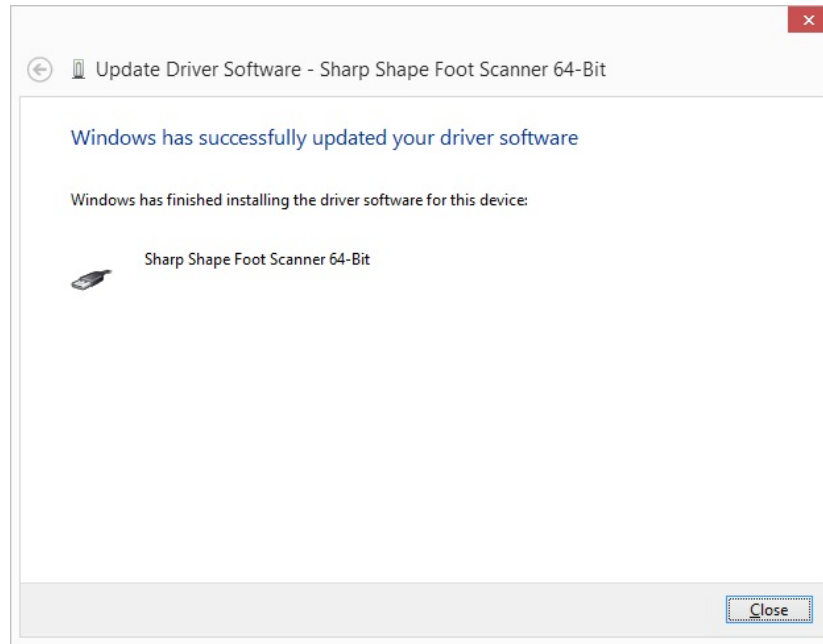 Update Driver Software - Sharp Shape Foot Scanner 64-Bit
Windows has successfully updated your driver software
Windows has finished installing the driver software for this device:
Sharp Shape Foot Scanner 64-Bit
Close